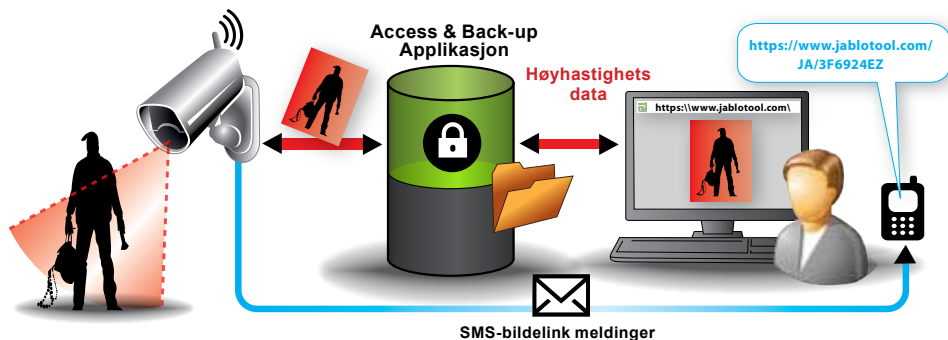 Access & Back-up
Applikasjon
Høyhastighets
data
https://www.jablotool.com/
JA/3F6924EZ
https:\\www.jablotool.com\
SMS-bildelink meldinger